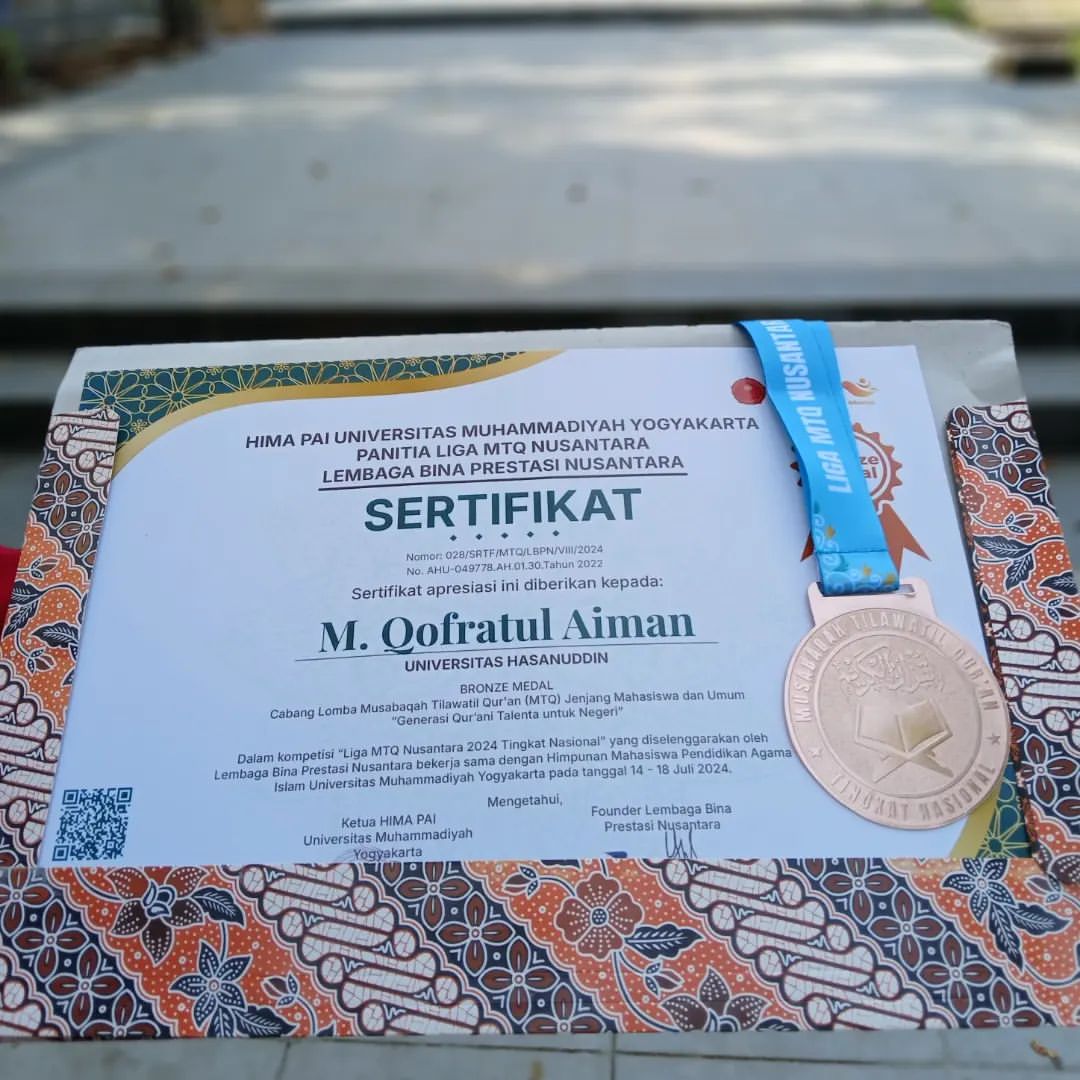 HIMA PAI UNIVERSITAS MUHAMMADIYAH YOGYAKARTA
PANITIA LIGA MTQ NUSANTARA
LEMBAGA BINA PRESTASI NUSANTARA
SERTIFIKAT
Nomor: 028/SRTF/MTQ/LBPN/VIII/2024
No. AHU-049778.AH.01.30.Tahun 2022
Sertifikat apresiasi ini diberikan kepada:
M. Qofratul Aiman
UNIVERSITAS HASANUDDIN
BRONZE MEDAL
Cabang Lomba Musabaqah Tilawatil Qur'an (MTQ) Jenjang Mahasiswa dan Umum
“Generasi Qur'ani Talenta untuk Negeri”
Dalam kompetisi “Liga MTQ Nusantara 2024 Tingkat Nasional” yang diselenggarakan oleh
Lembaga Bina Prestasi Nusantara bekerja sama dengan Himpunan Mahasiswa Pendidikan Agama
Islam Universitas Muhammadiyah Yogyakarta pada tanggal 14 - 18 Juli 2024.
Mengetahui,
Ketua HIMA PAI
Universitas Muhammadiyah
Yogyakarta
Founder Lembaga Bina
Prestasi Nusantara
LIGA MTQ NUSANTAR
MUSABAQAH TILAWATIL QUR'AN
TINGKAT NASIONAL